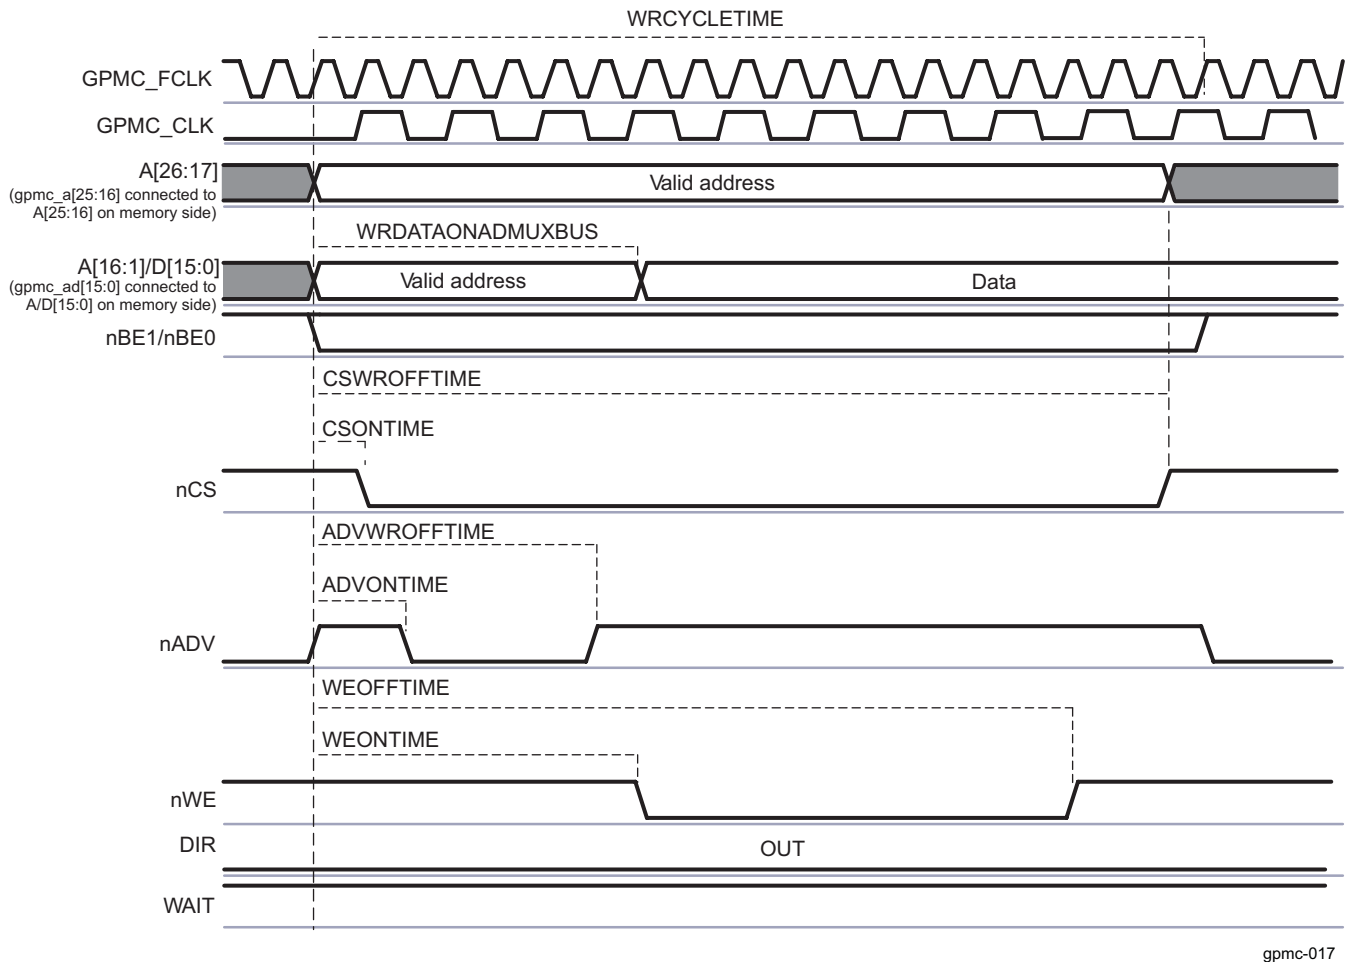 WRCYCLETIME
GPMC_FCLK
GPMC_CLK
A[26:17]
(gpmc_a[25:16] connected to
A[25:16] on memory side)
Valid address
WRDATAONADMUXBUS
A[16:1]/D[15:0]
(gpmc_ad[15:0] connected to
A/D[15:0] on memory side)
Valid address
Data
nBE1/nBE0
CSWROFFTIME
CSONTIME
nCS
ADVWROFFTIME
ADVONTIME
nADV
WEOFFTIME
WEONTIME
nWE
DIR
OUT
WAIT
gpmc-017